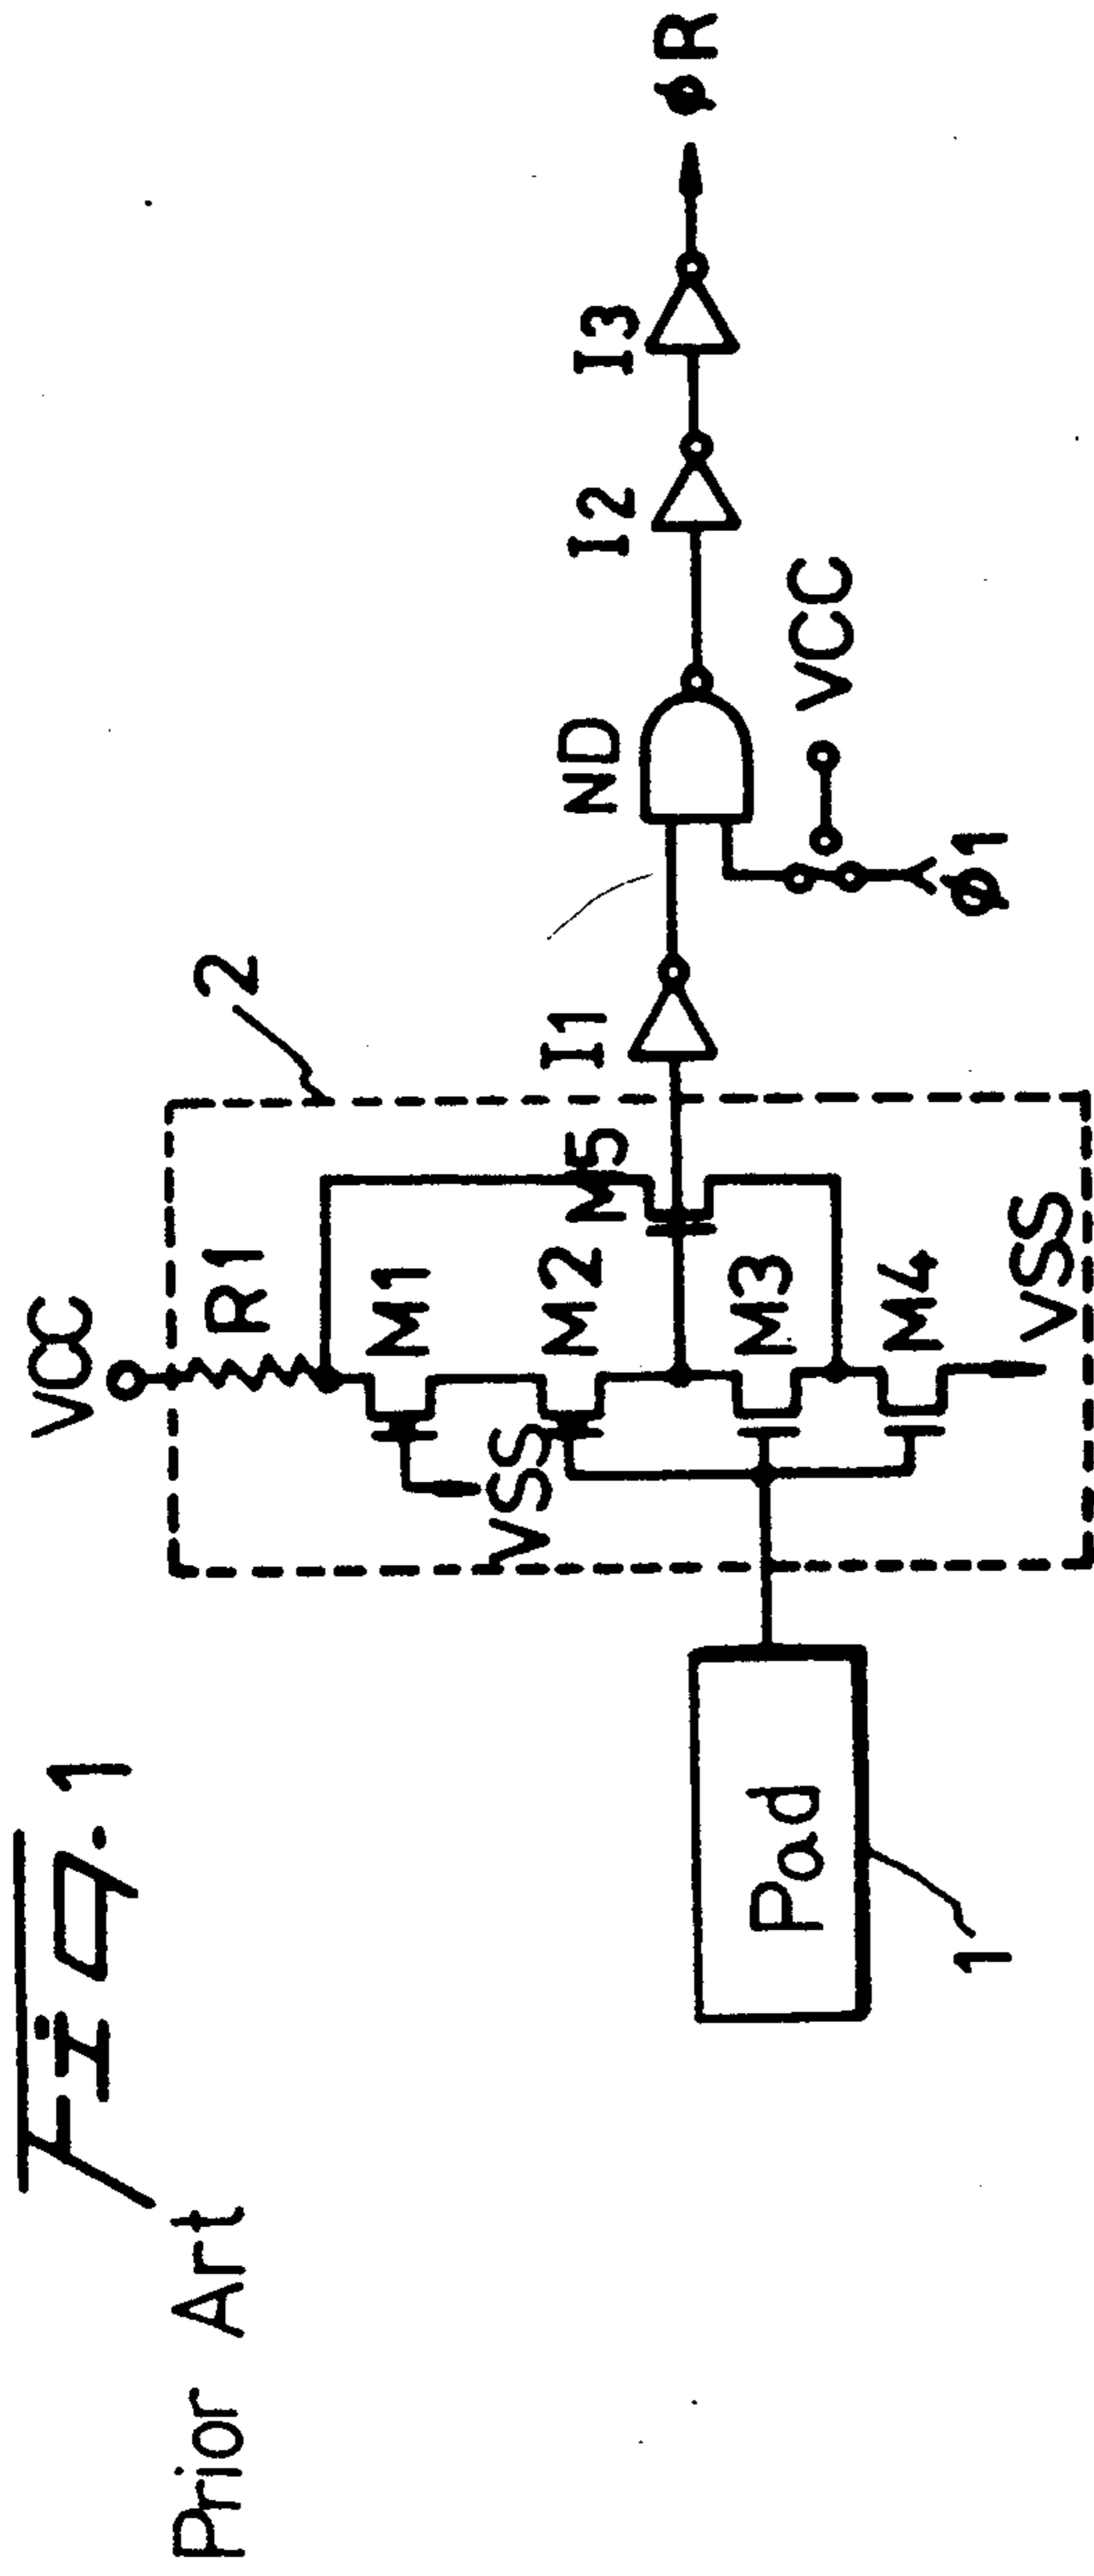 Fig. 1
Prior Art
VCC
R1
2
M1
VSS
M2
M5
M3
M4
VSS
Pad
1
I1
ND
I2
I3
φR
VCC
φ1